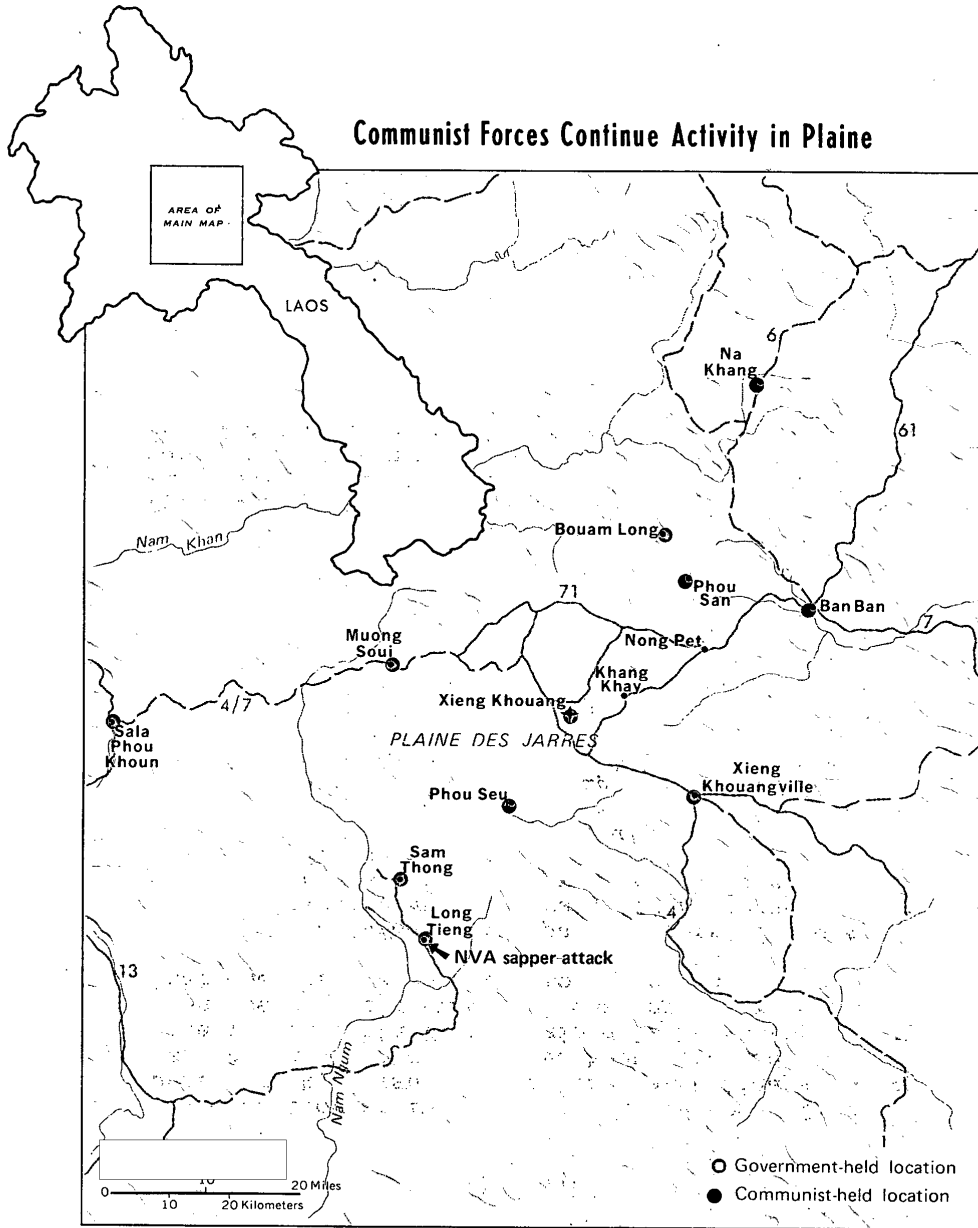 Communist Forces Continue Activity in Plaine
AREA OF
MAIN MAP
LAOS
6
Na
Khang
61
Nam Khan
Bouam Long
Phou
San
71
Ban Ban
7
Muong
Soui
Nong Pet
Khang
Khay
4/7
Xieng Khouang
Sala
Phou
Khoun
PLAINE DES JARRES
Xieng
Khouangville
Phou Seu
Sam
Thong
4
Long
Tieng
NVA sapper attack
13
Nam Ngum
Government-held location
Communist-held location
0 10 20 Miles
10 20 Kilometers